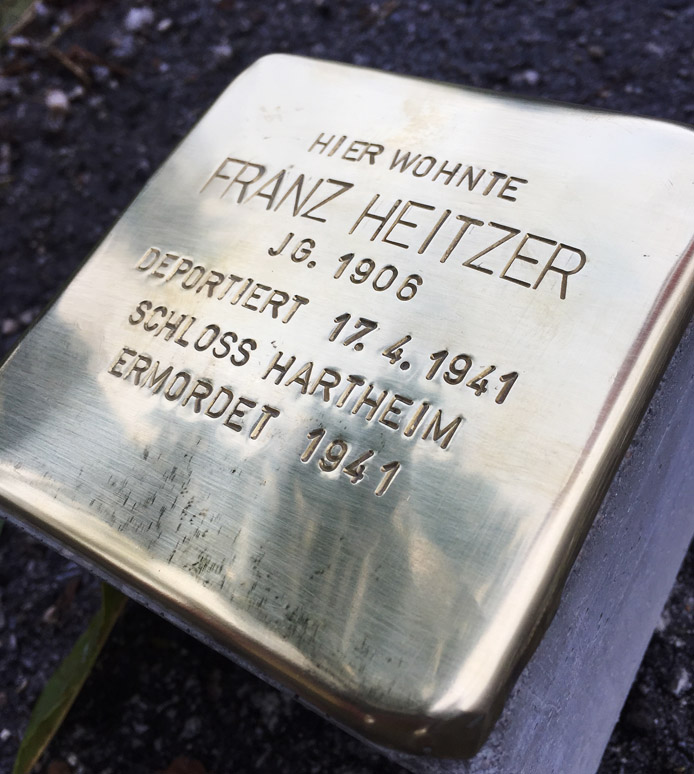 HIER WOHNTE
FRANZ HEITZER
JG. 1906
DEPORTIERT 17.4.1941
SCHLOSS HARTHEIM
ERMORDET 1941